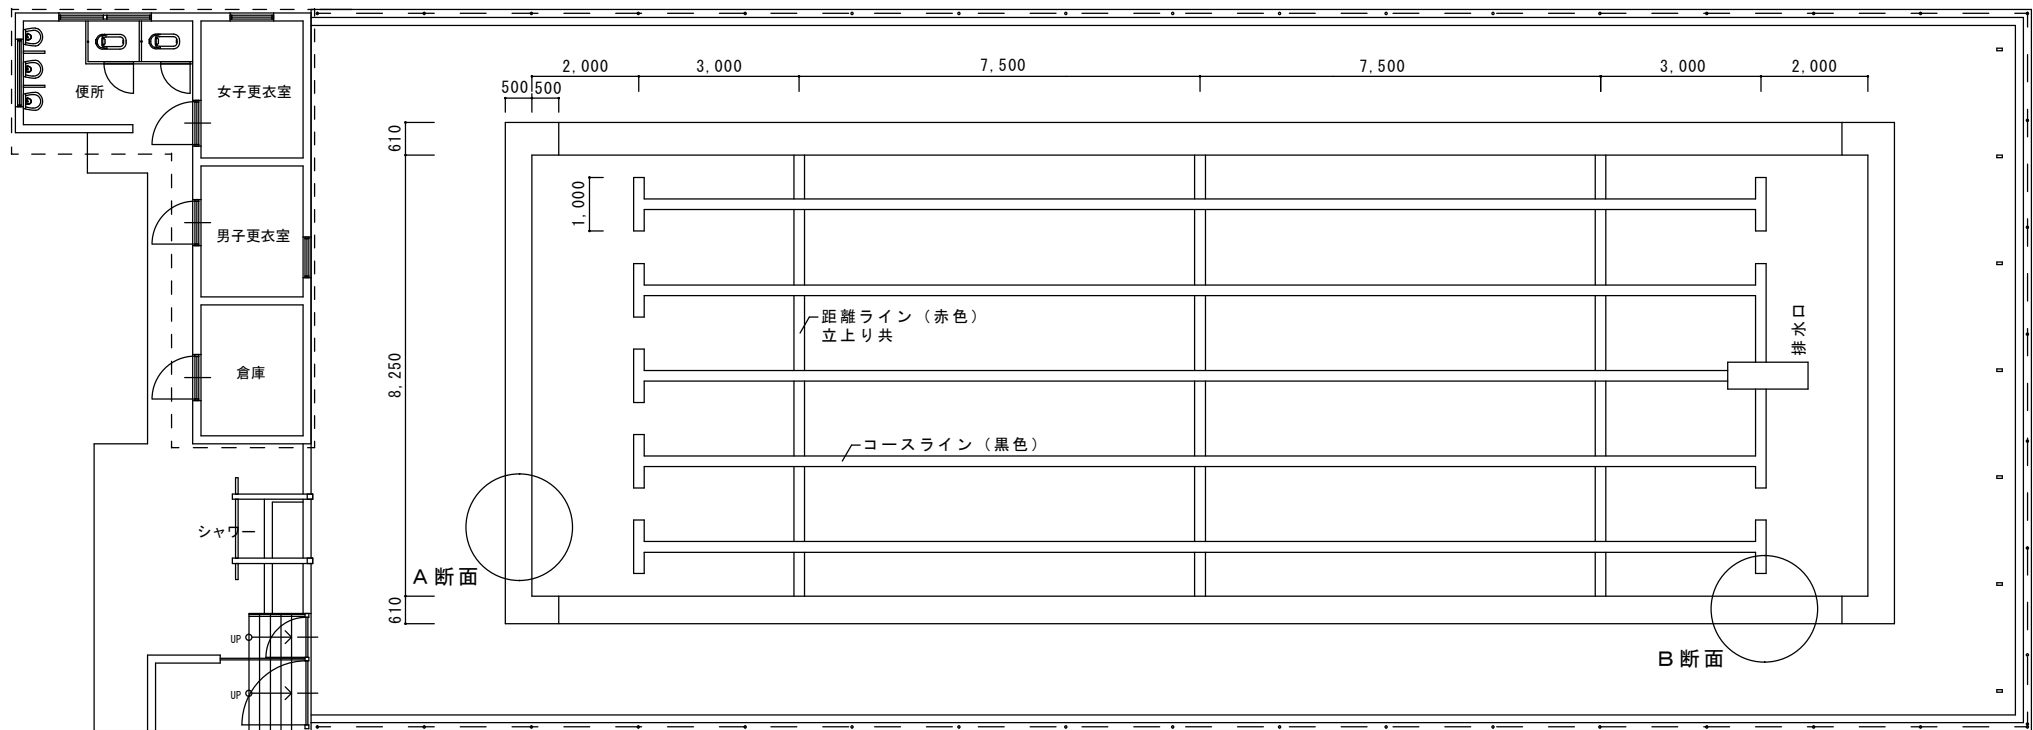 2,000
3,000
7,500
7,500
3,000
2,000
500
500
便所
女子更衣室
610
1,000
男子更衣室
距離ライン（赤色）
立上り共
排水口
倉庫
8,250
コースライン（黒色）
シャワー
A断面
610
UP
B断面
UP